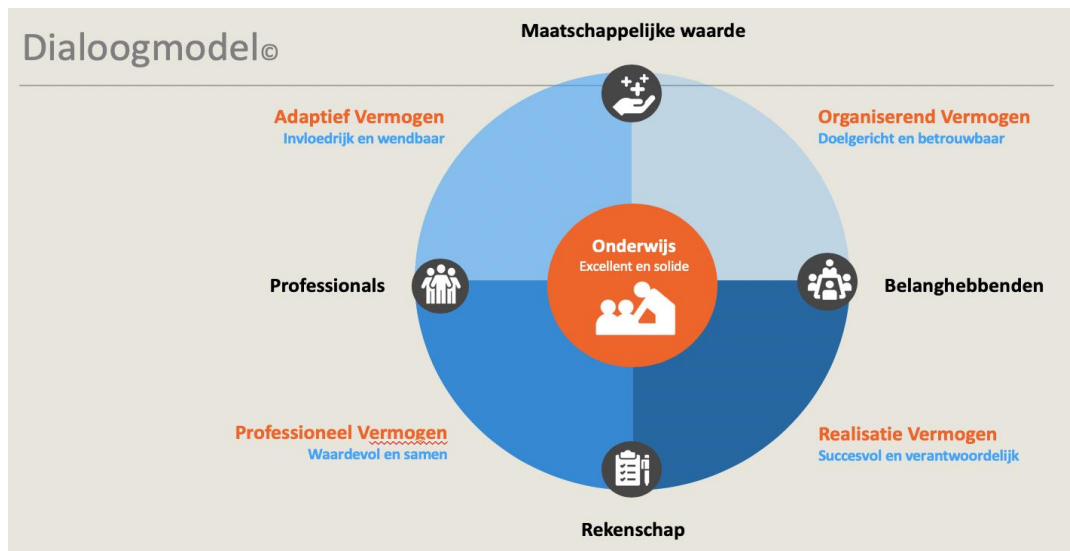 Dialoogmodel©
Maatschappelijke waarde
Adaptief Vermogen
Invloedrijk en wendbaar
Organiserend Vermogen
Doelgericht en betrouwbaar
Onderwijs
Excellent en solide
Professionals
Belanghebbenden
Professioneel Vermogen
Waardevol en samen
Realisatie Vermogen
Succesvol en verantwoordelijk
Rekenschap